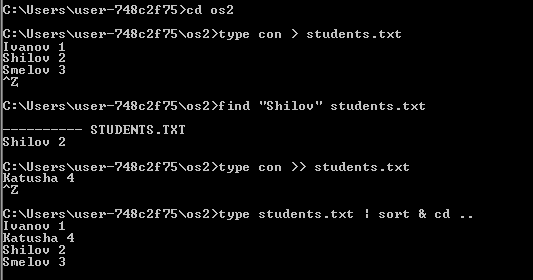 C:\Users\user-748c2f75>cd os2
C:\Users\user-748c2f75\os2>type con > students.txt
Ivanov 1
Shilov 2
Smelov 3
^Z
C:\Users\user-748c2f75\os2>find "Shilov" students.txt
---------- STUDENTS.TXT
Shilov 2
C:\Users\user-748c2f75\os2>type con >> students.txt
Katusha 4
^Z
C:\Users\user-748c2f75\os2>type students.txt | sort & cd ..
Ivanov 1
Katusha 4
Shilov 2
Smelov 3